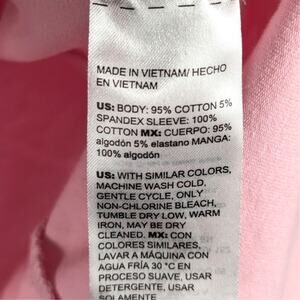 MADE IN VIETNAM/ HECHO
EN VIETNAM
US: BODY: 95% COTTON 5%
SPANDEX SLEEVE: 100%
COTTON MX: CUERPO: 95%
algodón 5% elastano MANGA:
100% algodón
US: WITH SIMILAR COLORS,
MACHINE WASH COLD,
GENTLE CYCLE, ONLY
NON-CHLORINE BLEACH,
TUMBLE DRY LOW, WARM
IRON, MAY BE DRY
CLEANED. MX: CON
COLORES SIMILARES,
LAVAR A MÁQUINA CON
AGUA FRÍA 30 °C EN
PROCESO SUAVE, USAR
DETERGENTE, USAR
SOLAMENTE